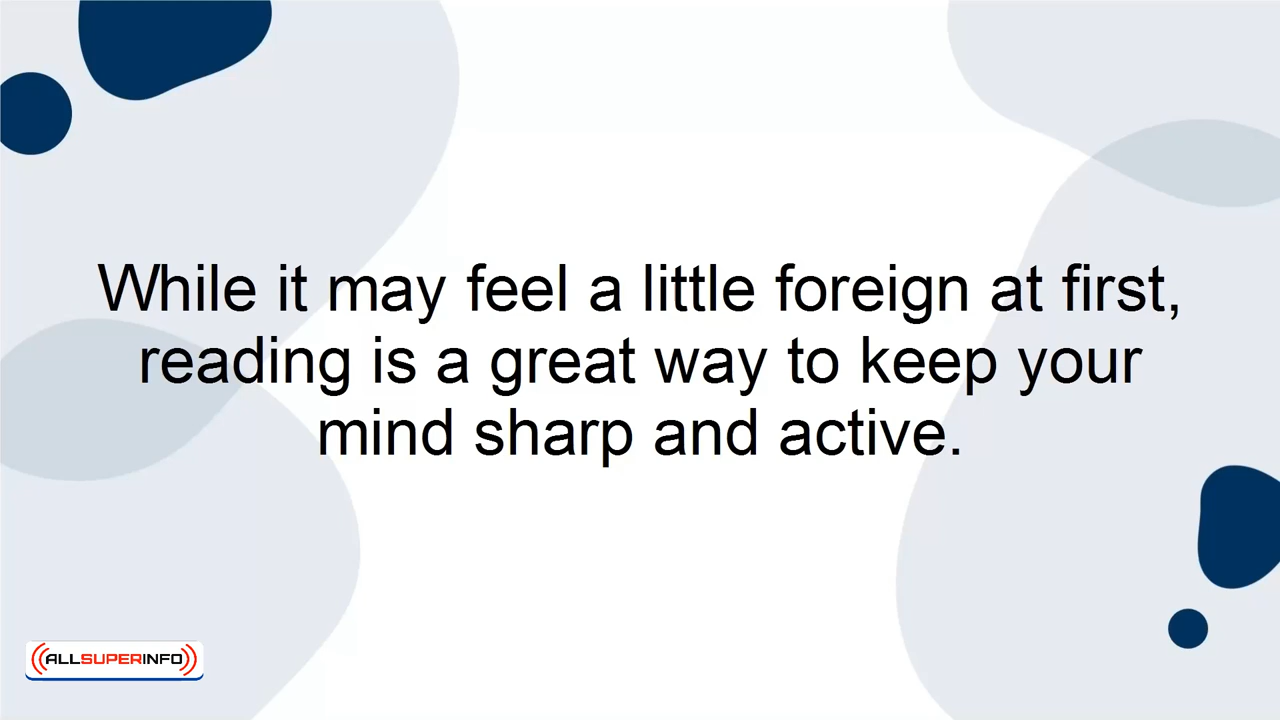 While it may feel a little foreign at first,
reading is a great way to keep your
mind sharp and active.
ALLSUPERINFO